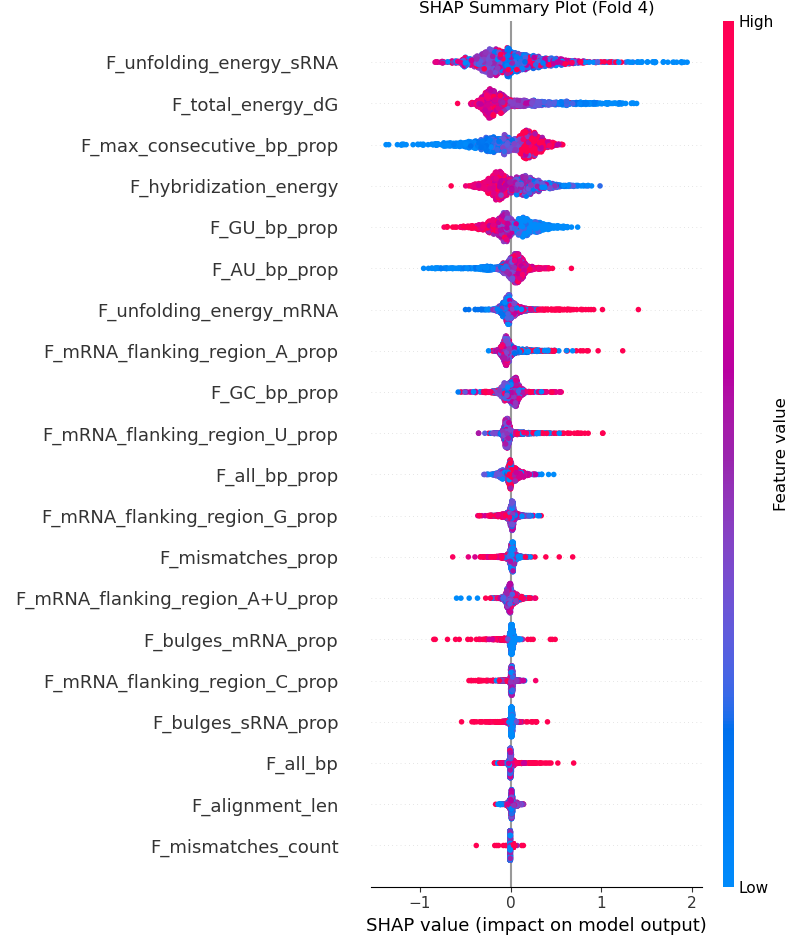 SHAP Summary Plot (Fold 4)
High
F_unfolding_energy_sRNA
F_total_energy_dG
F_max_consecutive_bp_prop
F_hybridization_energy
F_GU_bp_prop
F_AU_bp_prop
F_unfolding_energy_mRNA
F_mRNA_flanking_region_A_prop
F_GC_bp_prop
F_mRNA_flanking_region_U_prop
F_all_bp_prop
F_mRNA_flanking_region_G_prop
F_mismatches_prop
F_mRNA_flanking_region_A+U_prop
F_bulges_mRNA_prop
F_mRNA_flanking_region_C_prop
F_bulges_sRNA_prop
F_all_bp
F_alignment_len
F_mismatches_count
Feature value
Low
−1 0 1 2
SHAP value (impact on model output)